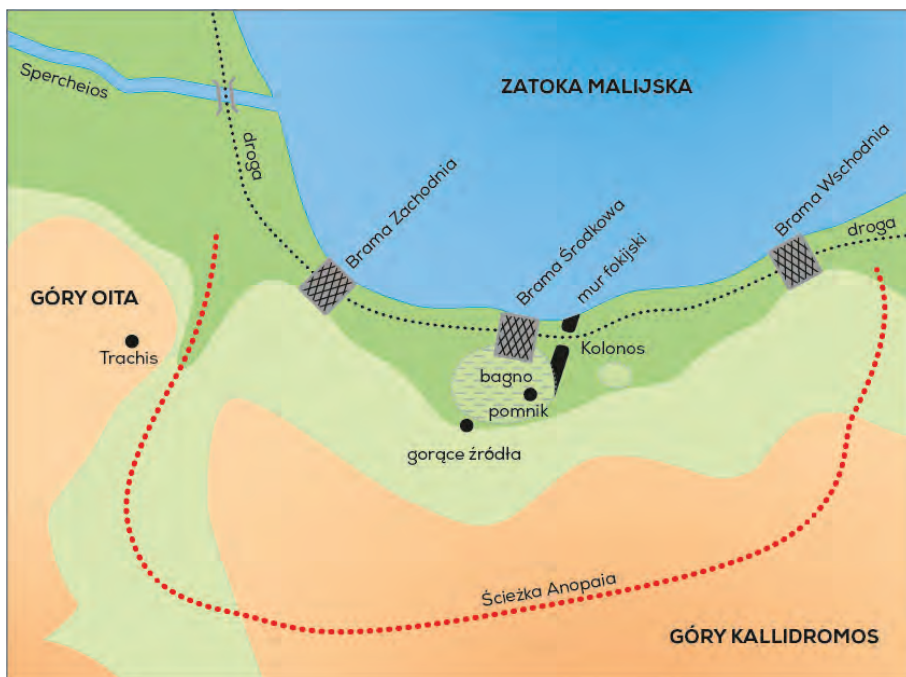 Spercheios
ZATOKA MALIJSKA
droga
Brama Zachodnia
Brama Środkowa
mur fokijski
Brama Wschodnia
droga
GÓRY OITA
Trachis
Kolonos
bagno
pomnik
gorące źródła
Ścieżka Anopaia
GÓRY KALLIDROMOS